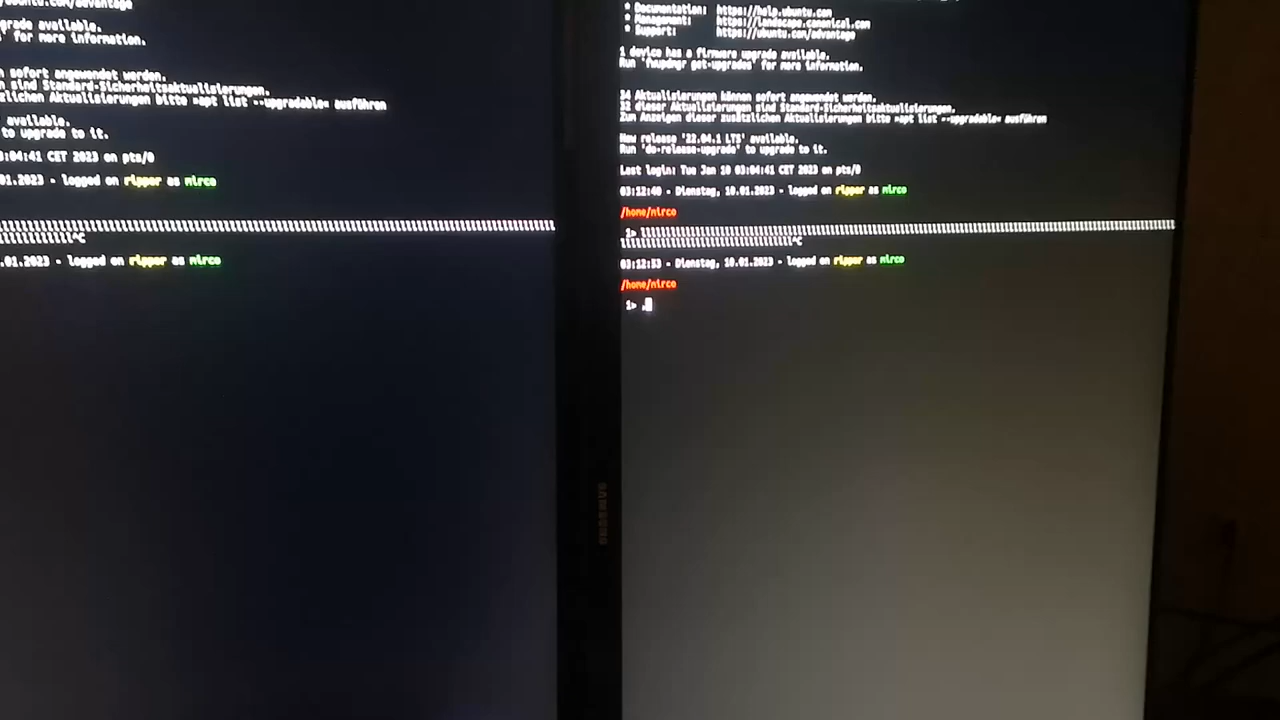 /ubuntu.com/advantage
grade available.
' for more information.
n sofort angewendet werden.
n sind Standard-Sicherheitsaktualisierungen.
zlichen Aktualisierungen bitte »apt list --upgradable« ausführen
available.
to upgrade to it.
3:04:41 CET 2023 on pts/0
01.2023 - logged on ripper as mirco
^C
.01.2023 - logged on ripper as mirco
SAMSUNG
* Documentation: https://help.ubuntu.com
* Management: https://landscape.canonical.com
* Support: https://ubuntu.com/advantage
1 device has a firmware upgrade available.
Run `fwupdmgr get-upgrades` for more information.
34 Aktualisierungen können sofort angewendet werden.
32 dieser Aktualisierungen sind Standard-Sicherheitsaktualisierungen.
Zum Anzeigen dieser zusätzlichen Aktualisierungen bitte »apt list --upgradable« ausführen
New release '22.04.1 LTS' available.
Run 'do-release-upgrade' to upgrade to it.
Last login: Tue Jan 10 03:04:41 CET 2023 on pts/0
03:12:40 - Dienstag, 10.01.2023 - logged on ripper as mirco
/home/mirco
1>
^C
03:12:53 - Dienstag, 10.01.2023 - logged on ripper as mirco
/home/mirco
1> .